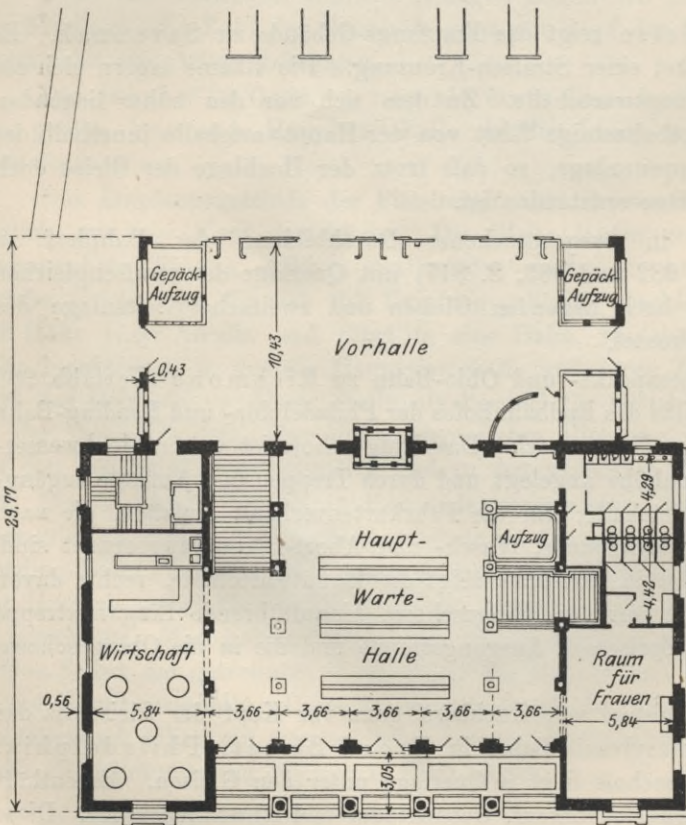 Gepäck-
Aufzug
Gepäck-
Aufzug
0,43
10,43
Vorhalle
29,77
4,29
Haupt-
Aufzug
Warte-
4,42
Wirtschaft
Halle
Raum
für
Frauen
0,56
5,84
3,66
3,66
3,66
3,66
3,66
5,84
3,05